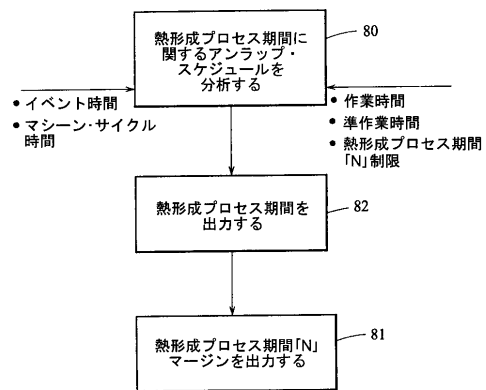 熱形成プロセス期間に
関するアンラップ・
スケジュールを
分析する
80
• イベント時間
• マシーン・サイクル
時間
• 作業時間
• 準作業時間
• 熱形成プロセス期間
「N」制限
熱形成プロセス期間を
出力する
82
熱形成プロセス期間「N」
マージンを出力する
81